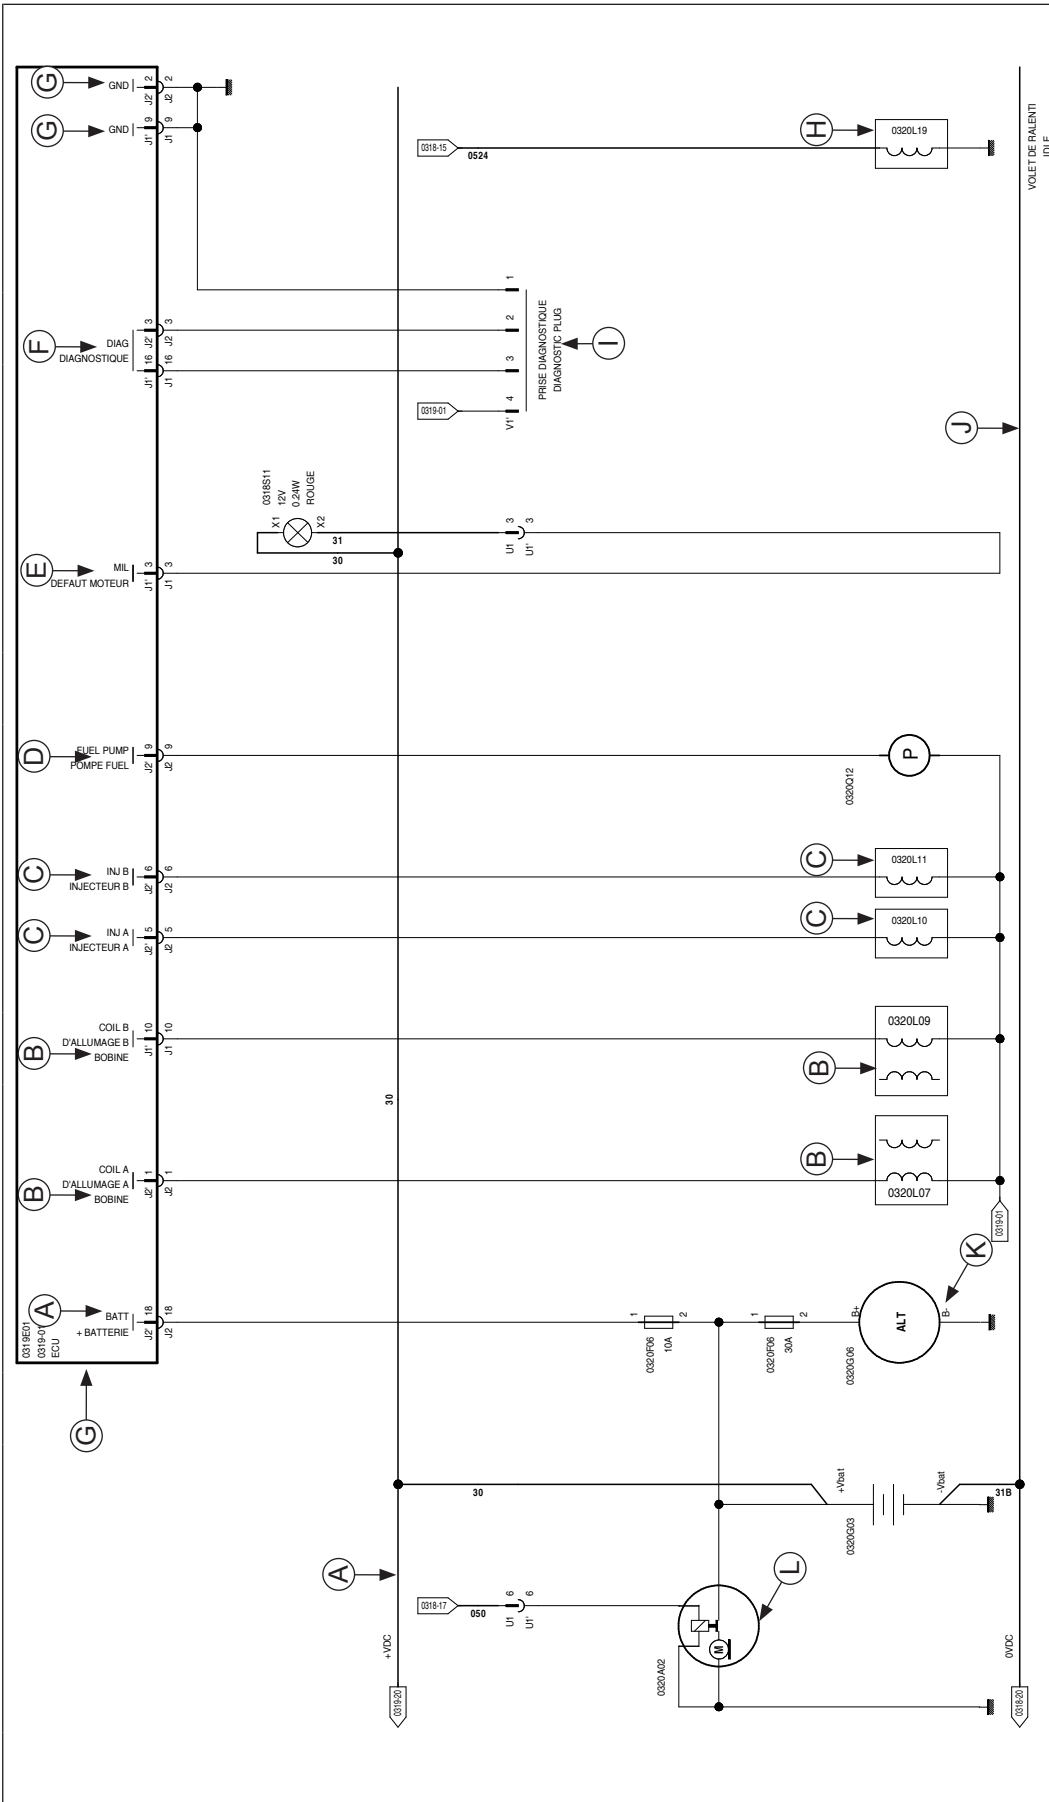 G
GND
2
J2'
2
J2
G
GND
9
J1'
9
J1
F
DIAG
DIAGNOSTIQUE
3
J2'
3
J2
16
J1'
16
J1
E
MIL
DEFAUT MOTEUR
3
J1'
3
J1
D
FUEL PUMP
POMPE FUEL
9
J2'
9
J2
C
INJ B
INJECTEUR B
6
J2'
6
J2
C
INJ A
INJECTEUR A
5
J2'
5
J2
B
COIL B
D'ALLUMAGE B
BOBINE
10
J1'
10
J1
B
COIL A
D'ALLUMAGE A
BOBINE
1
J2'
1
J2
A
BATT
+ BATTERIE
18
J2'
18
J2
0319E01
0319-01
ECU
G
0318-15
0524
H
0320L19
VOLET DE RALENTI
IDLE
1
2
3
4
V1'
PRISE DIAGNOSTIQUE
DIAGNOSTIC PLUG
I
0319-01
J
0318S11
12V
0.24W
ROUGE
X1
X2
31
30
U1
3
U1'
3
P
0320Q12
C
0320L11
C
0320L10
0320L09
B
B
0320L07
0319-01
K
30
1
2
0320F06
10A
1
2
0320F06
30A
B+
ALT
B-
0320G06
30
+Vbat
-Vbat
31B
0320G03
A
L
0318-17
050
U1
6
U1'
6
M
0320A02
+VDC
0319-20
0VDC
0318-20